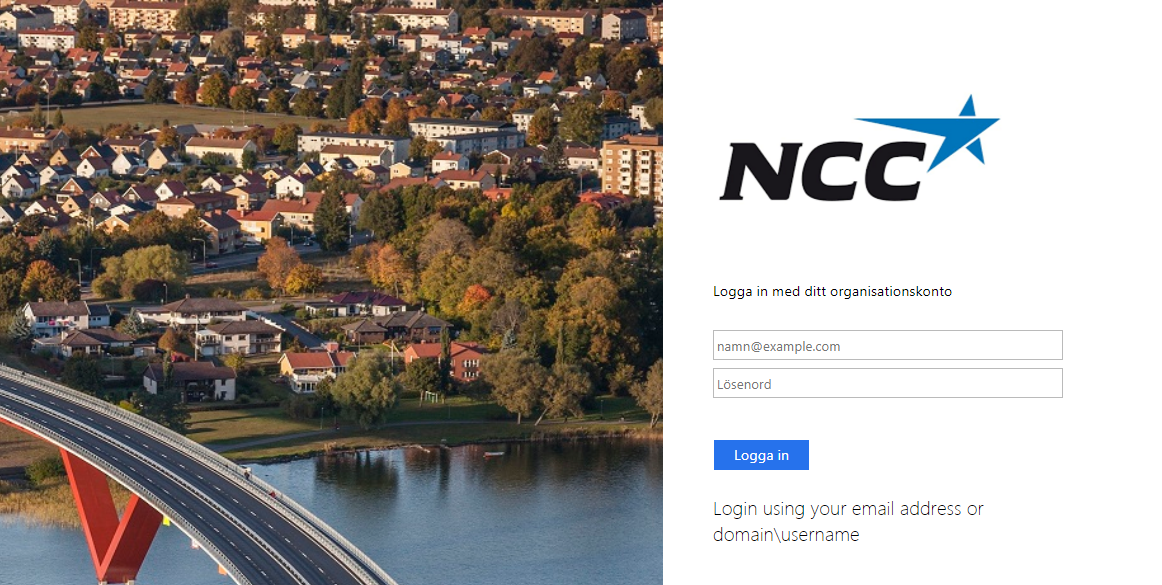 NCC
Logga in med ditt organisationskonto
namn@example.com
Lösenord
Logga in
Login using your email address or
domain\username